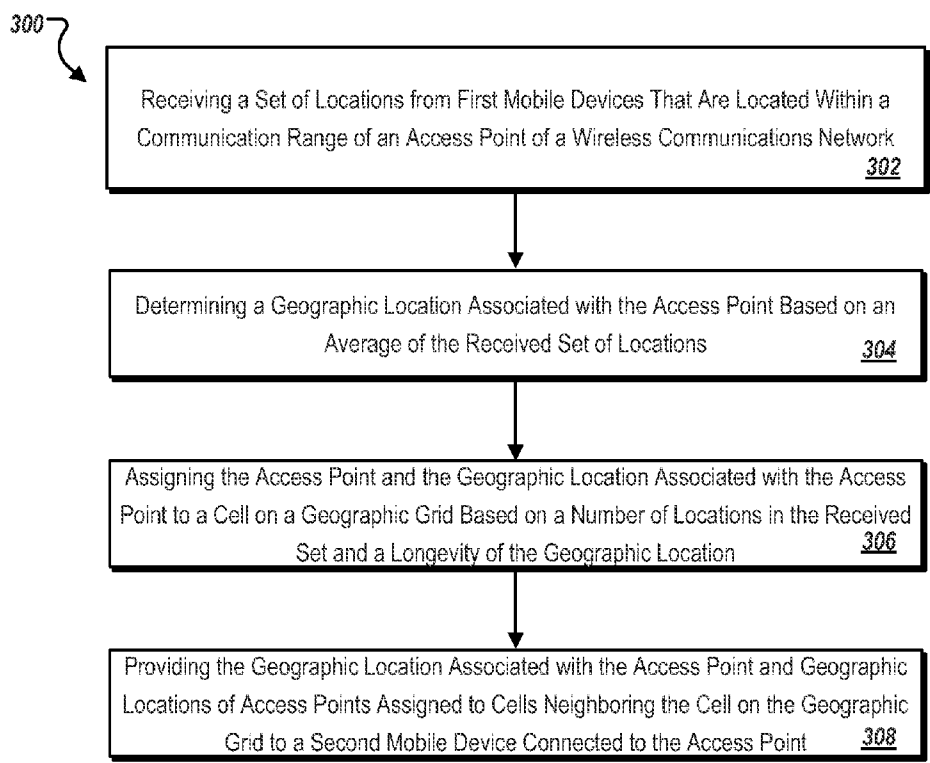 300
Receiving a Set of Locations from First Mobile Devices That Are Located Within a
Communication Range of an Access Point of a Wireless Communications Network
302
Determining a Geographic Location Associated with the Access Point Based on an
Average of the Received Set of Locations
304
Assigning the Access Point and the Geographic Location Associated with the Access
Point to a Cell on a Geographic Grid Based on a Number of Locations in the Received
Set and a Longevity of the Geographic Location
306
Providing the Geographic Location Associated with the Access Point and Geographic
Locations of Access Points Assigned to Cells Neighboring the Cell on the Geographic
Grid to a Second Mobile Device Connected to the Access Point
308